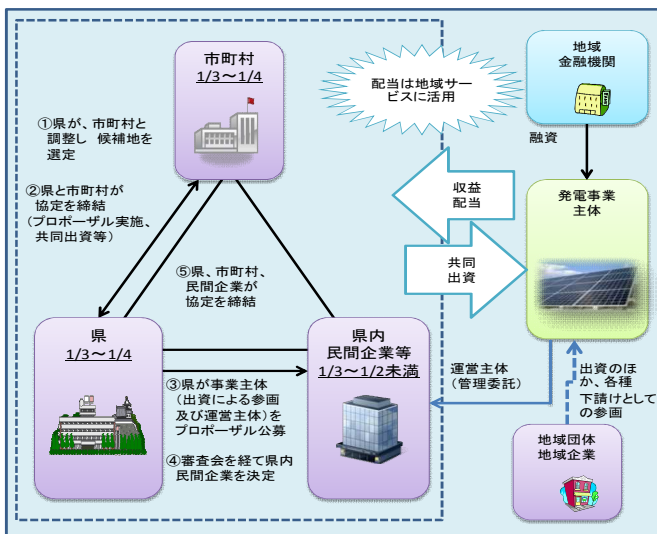 市町村
1/3～1/4
①県が、市町村と
調整し 候補地を
選定
②県と市町村が
協定を締結
（プロポーザル実施、
共同出資等）
⑤県、市町村、
民間企業が
協定を締結
県
1/3～1/4
③県が事業主体
（出資による参画
及び運営主体）を
プロポーザル公募
④審査会を経て県内
民間企業を決定
県内
民間企業等
1/3～1/2未満
配当は地域サー
ビスに活用
収益
配当
共同
出資
地域
金融機関
融資
発電事業
主体
運営主体
（管理委託）
出資のほ
か、各種
下請けとして
の参画
地域団体
地域企業